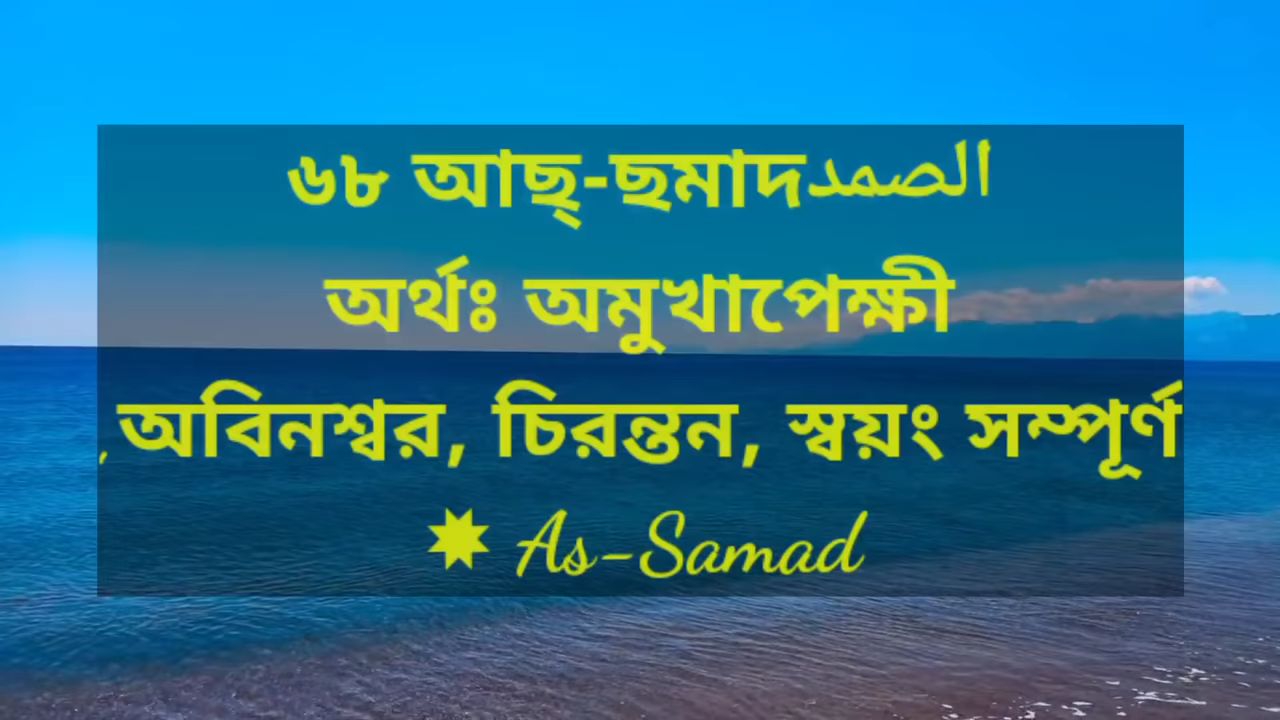 ৬৮ আছ্-ছমাদالصمد
অর্থঃ অমুখাপেক্ষী
, অবিনশ্বর, চিরন্তন, স্বয়ং সম্পূর্ণ
✸ As-Samad